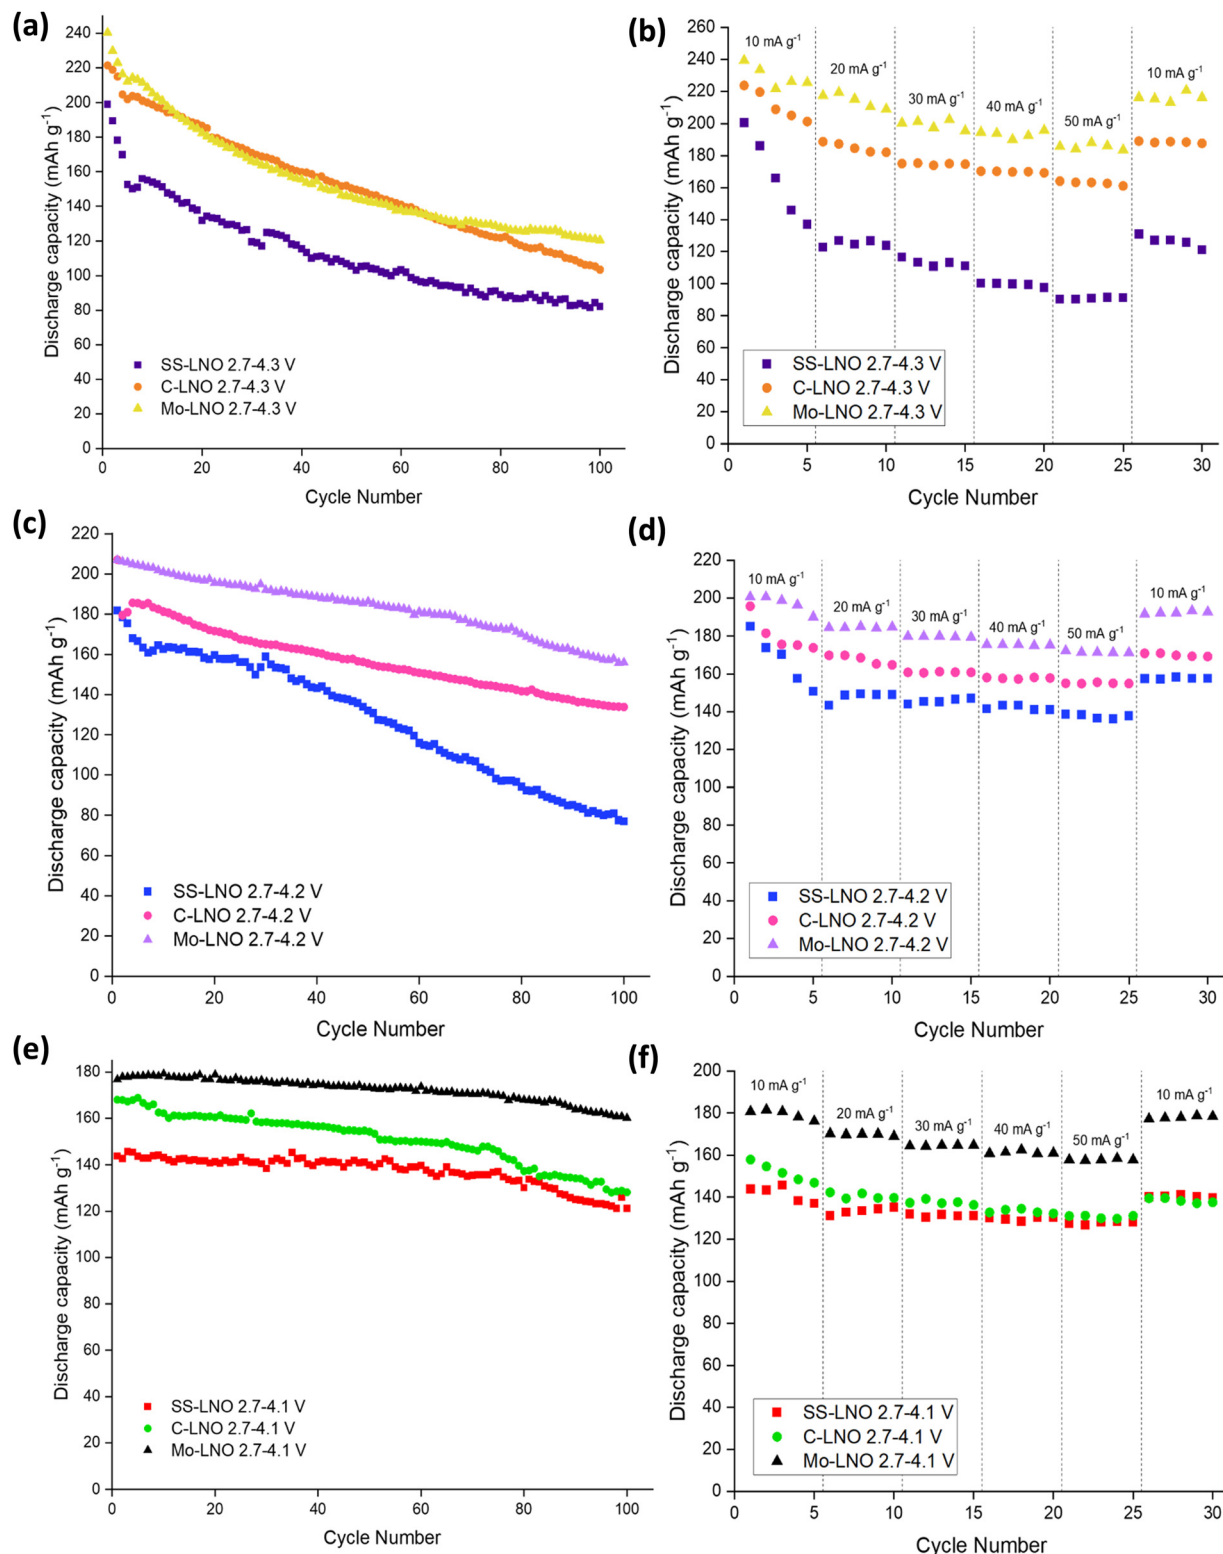 (a)
240
220
200
180
160
140
120
100
80
60
40
20
0
Discharge capacity (mAh g⁻¹)
SS-LNO 2.7-4.3 V
C-LNO 2.7-4.3 V
Mo-LNO 2.7-4.3 V
0 20 40 60 80 100
Cycle Number
(b)
260
240
220
200
180
160
140
120
100
80
60
40
20
0
Discharge capacity (mAh g⁻¹)
10 mA g⁻¹
20 mA g⁻¹
30 mA g⁻¹
40 mA g⁻¹
50 mA g⁻¹
10 mA g⁻¹
SS-LNO 2.7-4.3 V
C-LNO 2.7-4.3 V
Mo-LNO 2.7-4.3 V
0 5 10 15 20 25 30
Cycle Number
(c)
220
200
180
160
140
120
100
80
60
40
20
0
Discharge capacity (mAh g⁻¹)
SS-LNO 2.7-4.2 V
C-LNO 2.7-4.2 V
Mo-LNO 2.7-4.2 V
0 20 40 60 80 100
Cycle Number
(d)
220
200
180
160
140
120
100
80
60
40
20
0
Discharge capacity (mAh g⁻¹)
10 mA g⁻¹
20 mA g⁻¹
30 mA g⁻¹
40 mA g⁻¹
50 mA g⁻¹
10 mA g⁻¹
SS-LNO 2.7-4.2 V
C-LNO 2.7-4.2 V
Mo-LNO 2.7-4.2 V
0 5 10 15 20 25 30
Cycle Number
(e)
180
160
140
120
100
80
60
40
20
0
Discharge capacity (mAh g⁻¹)
SS-LNO 2.7-4.1 V
C-LNO 2.7-4.1 V
Mo-LNO 2.7-4.1 V
0 20 40 60 80 100
Cycle Number
(f)
200
180
160
140
120
100
80
60
40
20
0
Discharge capacity (mAh g⁻¹)
10 mA g⁻¹
20 mA g⁻¹
30 mA g⁻¹
40 mA g⁻¹
50 mA g⁻¹
10 mA g⁻¹
SS-LNO 2.7-4.1 V
C-LNO 2.7-4.1 V
Mo-LNO 2.7-4.1 V
0 5 10 15 20 25 30
Cycle Number